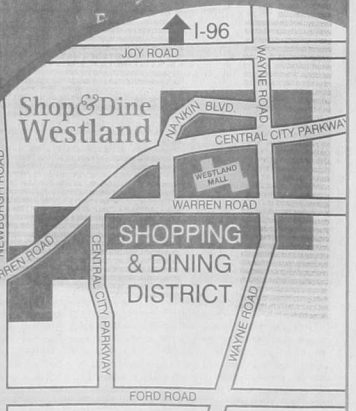 I-96
JOY ROAD
WAYNE ROAD
Shop & Dine
Westland
NANKIN BLVD.
CENTRAL CITY PARKWAY
WESTLAND
MALL
NEWBURGH ROAD
WARREN ROAD
WARREN ROAD
SHOPPING
& DINING
DISTRICT
CENTRAL CITY PARKWAY
WAYNE ROAD
FORD ROAD